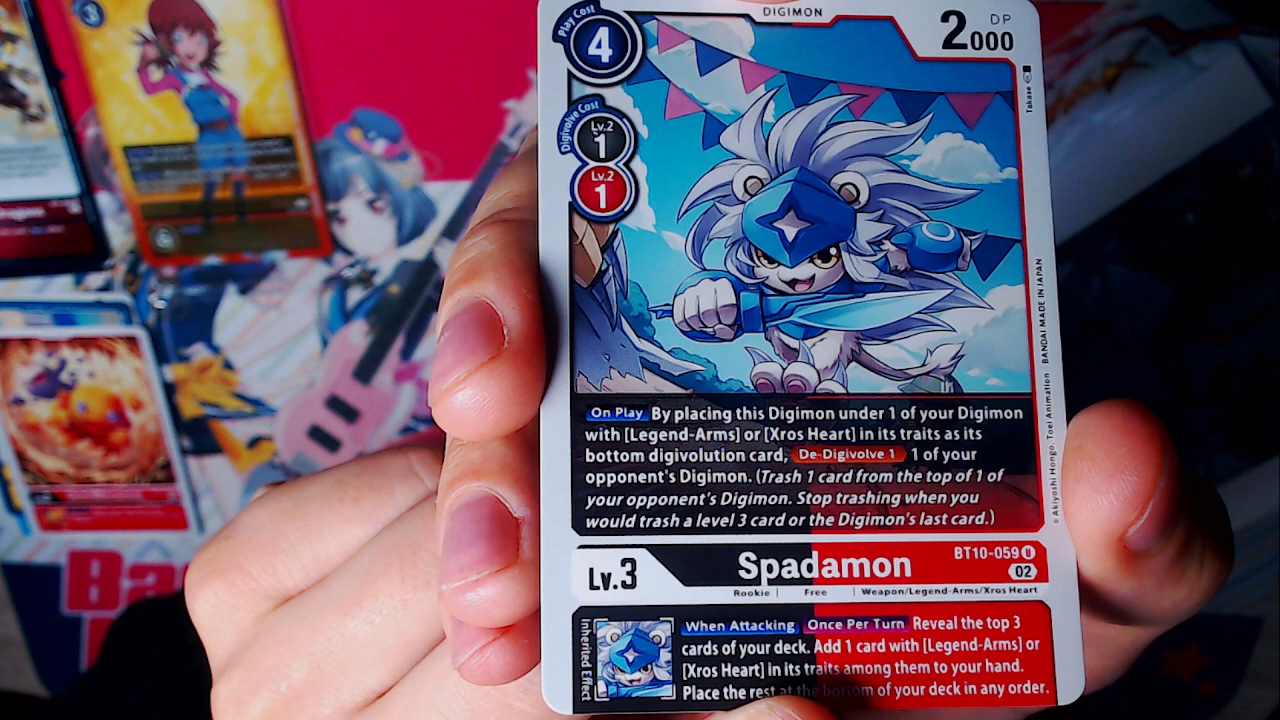 DIGIMON
Play Cost
4
2000
DP
Digivolve Cost
Lv.2
1
Lv.2
1
Takase
On Play By placing this Digimon under 1 of your Digimon
with [Legend-Arms] or [Xros Heart] in its traits as its
bottom digivolution card, De-Digivolve 1 1 of your
opponent's Digimon. (Trash 1 card from the top of 1 of
your opponent's Digimon. Stop trashing when you
would trash a level 3 card or the Digimon's last card.)
©Akiyoshi Hongo, Toei Animation BANDAI MADE IN JAPAN
Lv.3
Spadamon
BT10-059 U
02
Rookie | Free | Weapon/Legend-Arms/Xros Heart
Inherited Effect
When Attacking Once Per Turn Reveal the top 3
cards of your deck. Add 1 card with [Legend-Arms] or
[Xros Heart] in its traits among them to your hand.
Place the rest at the bottom of your deck in any order.
3
Ba